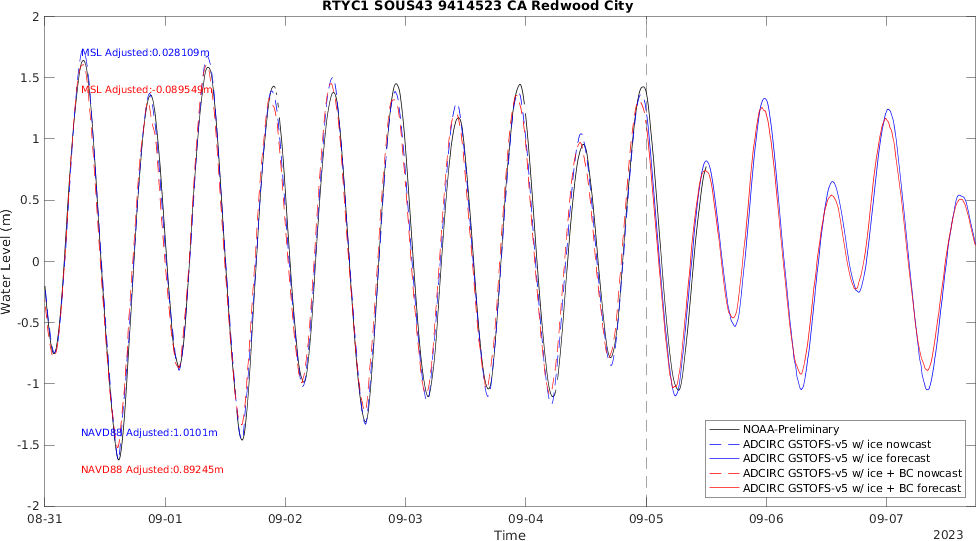 RTYC1 SOUS43 9414523 CA Redwood City
2
1.5
1
0.5
0
-0.5
-1
-1.5
-2
Water Level (m)
MSL Adjusted:0.028109m
MSL Adjusted:-0.089549m
NAVD88 Adjusted:1.0101m
NAVD88 Adjusted:0.89245m
NOAA-Preliminary
ADCIRC GSTOFS-v5 w/ ice nowcast
ADCIRC GSTOFS-v5 w/ ice forecast
ADCIRC GSTOFS-v5 w/ ice + BC nowcast
ADCIRC GSTOFS-v5 w/ ice + BC forecast
08-31 09-01 09-02 09-03 09-04 09-05 09-06 09-07
Time
2023